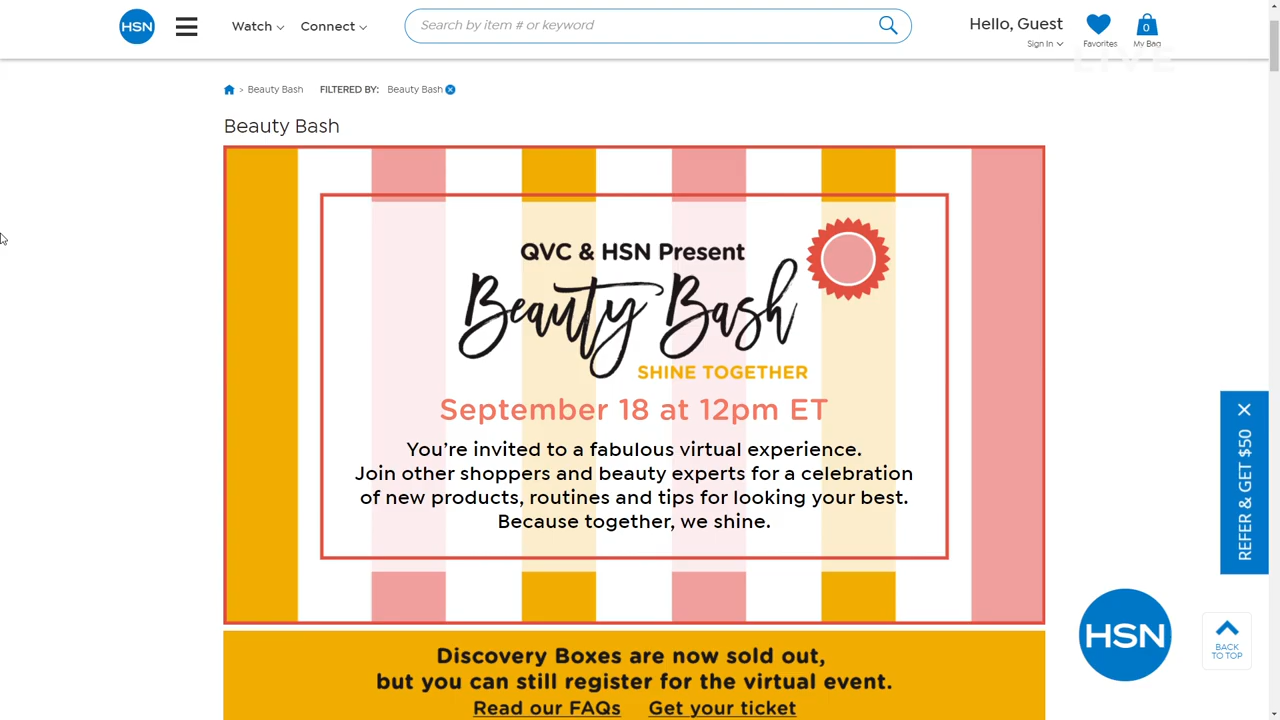 HSN
Watch
Connect
Search by item # or keyword
Hello, Guest
Sign In
Favorites
0
My Bag
LIVE
> Beauty Bash
FILTERED BY: Beauty Bash
Beauty Bash
QVC & HSN Present
Beauty Bash
SHINE TOGETHER
September 18 at 12pm ET
You're invited to a fabulous virtual experience.
Join other shoppers and beauty experts for a celebration
of new products, routines and tips for looking your best.
Because together, we shine.
REFER & GET $50
HSN
BACK
TO TOP
Discovery Boxes are now sold out,
but you can still register for the virtual event.
Read our FAQs Get your ticket